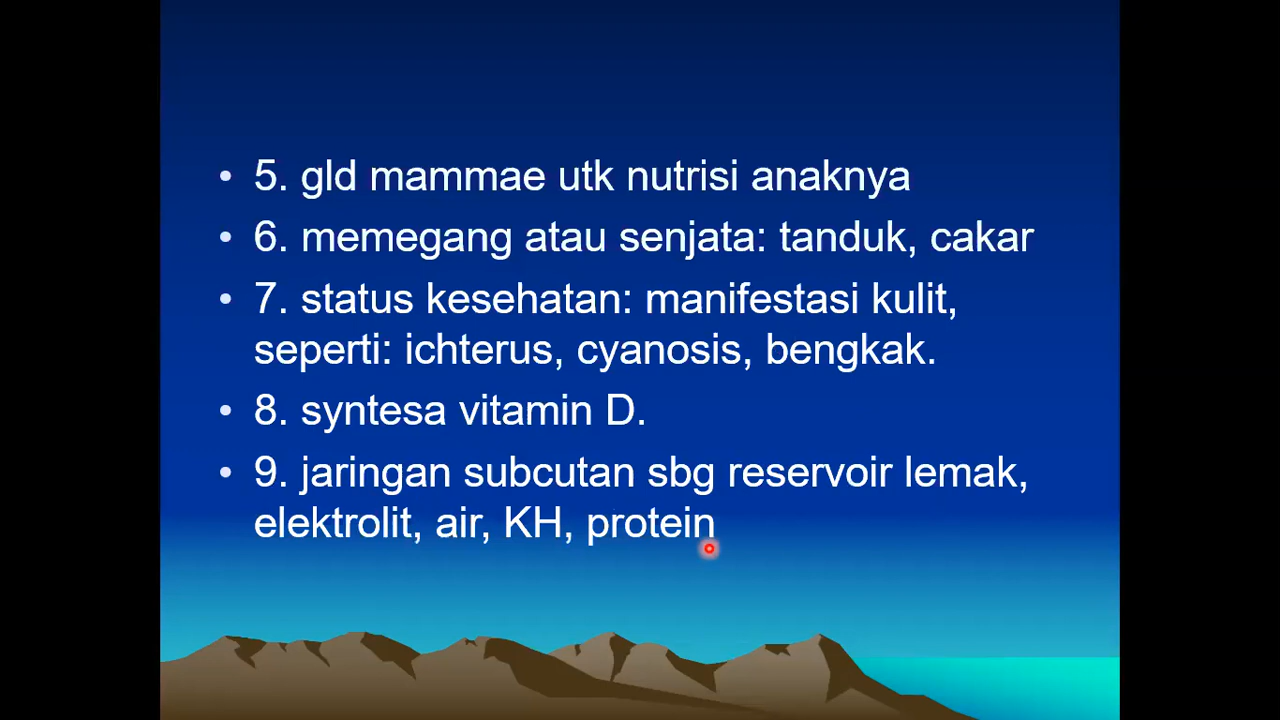 • 5. gld mammae utk nutrisi anaknya
• 6. memegang atau senjata: tanduk, cakar
• 7. status kesehatan: manifestasi kulit,
seperti: ichterus, cyanosis, bengkak.
• 8. syntesa vitamin D.
• 9. jaringan subcutan sbg reservoir lemak,
elektrolit, air, KH, protein